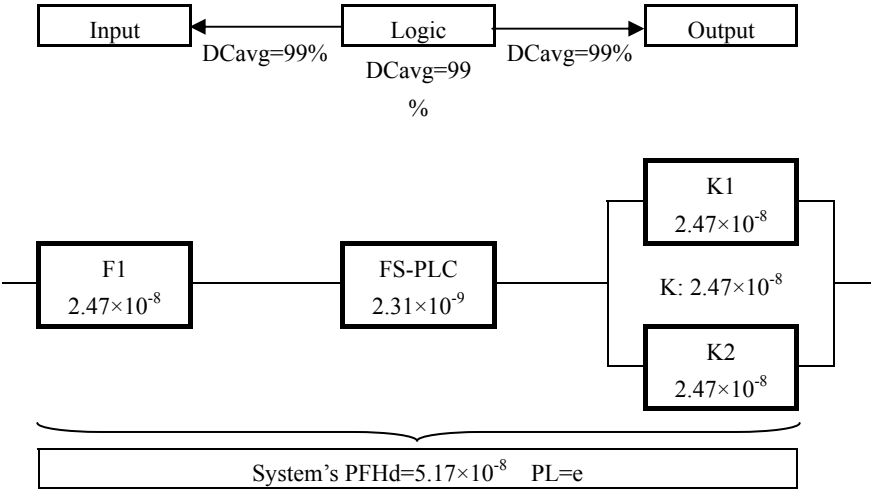 Input
Logic
Output
DCavg=99%
DCavg=99%
DCavg=99
%
K1
2.47×10⁻⁸
F1
2.47×10⁻⁸
FS-PLC
2.31×10⁻⁹
K: 2.47×10⁻⁸
K2
2.47×10⁻⁸
System’s PFHd=5.17×10⁻⁸ PL=e